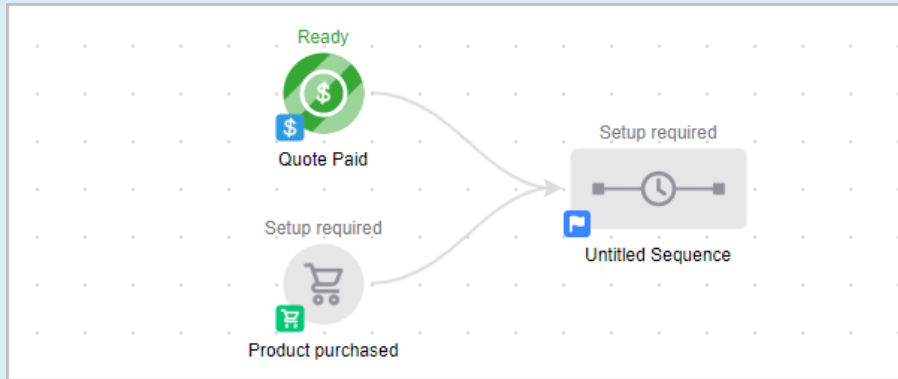 Ready
Quote Paid
Setup required
Product purchased
Setup required
Untitled Sequence